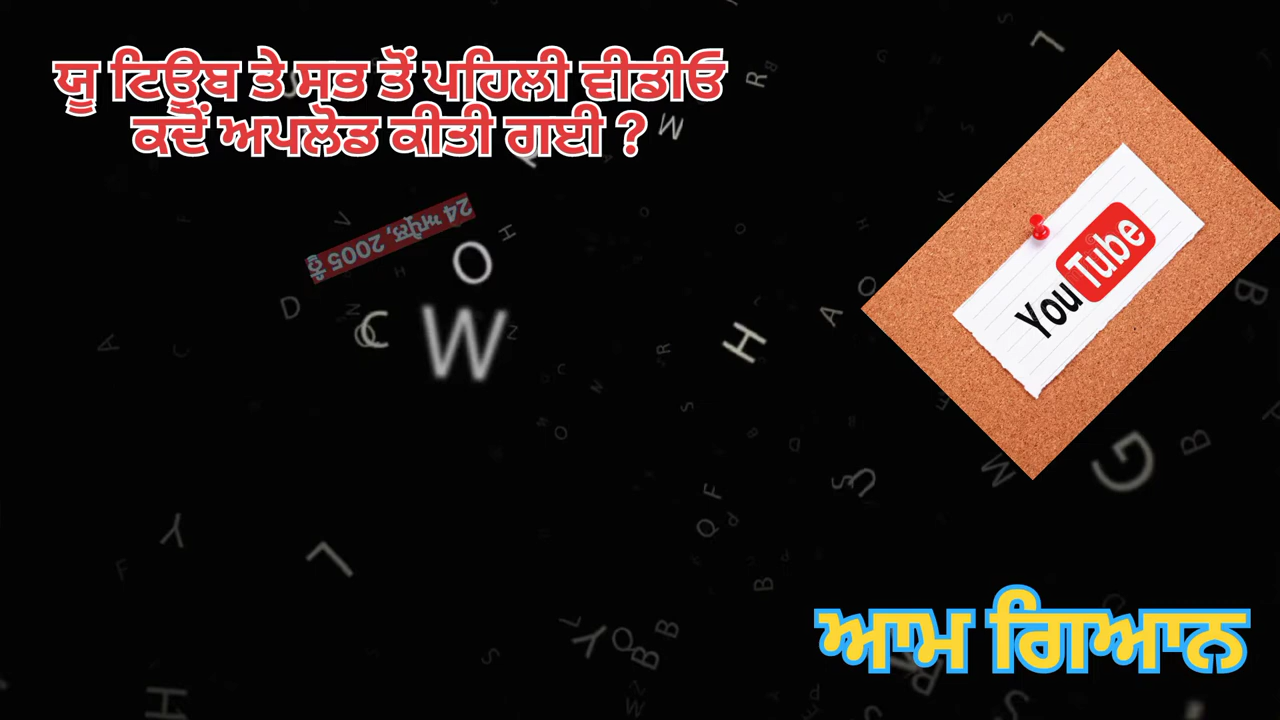 ਯੂ ਟਿਊਬ ਤੇ ਸਭ ਤੋਂ ਪਹਿਲੀ ਵੀਡੀਓ
ਕਦੋਂ ਅਪਲੋਡ ਕੀਤੀ ਗਈ ?
24 ਅਪ੍ਰੈਲ, 2005 ਨੂੰ
YouTube
ਆਮ ਗਿਆਨ